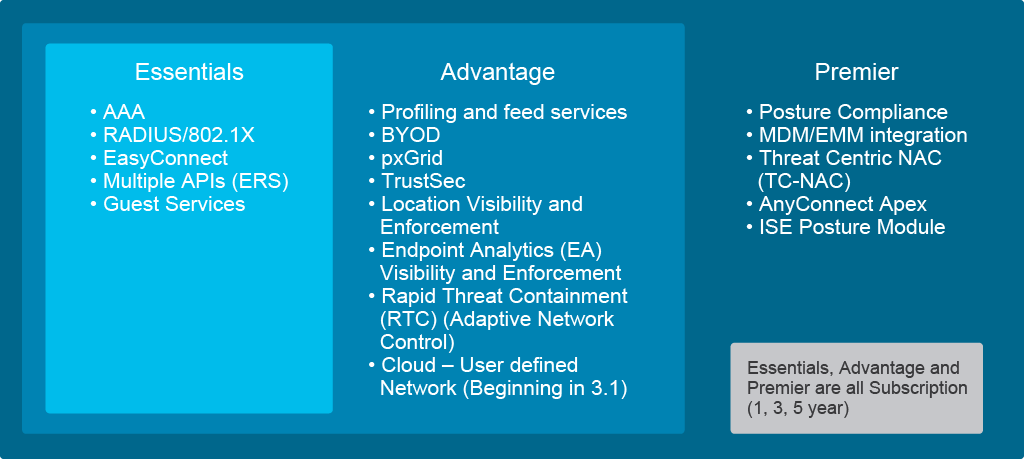 Essentials
• AAA
• RADIUS/802.1X
• EasyConnect
• Multiple APIs (ERS)
• Guest Services
Advantage
• Profiling and feed services
• BYOD
• pxGrid
• TrustSec
• Location Visibility and
Enforcement
• Endpoint Analytics (EA)
Visibility and Enforcement
• Rapid Threat Containment
(RTC) (Adaptive Network
Control)
• Cloud – User defined
Network (Beginning in 3.1)
Premier
• Posture Compliance
• MDM/EMM integration
• Threat Centric NAC
(TC-NAC)
• AnyConnect Apex
• ISE Posture Module
Essentials, Advantage and
Premier are all Subscription
(1, 3, 5 year)